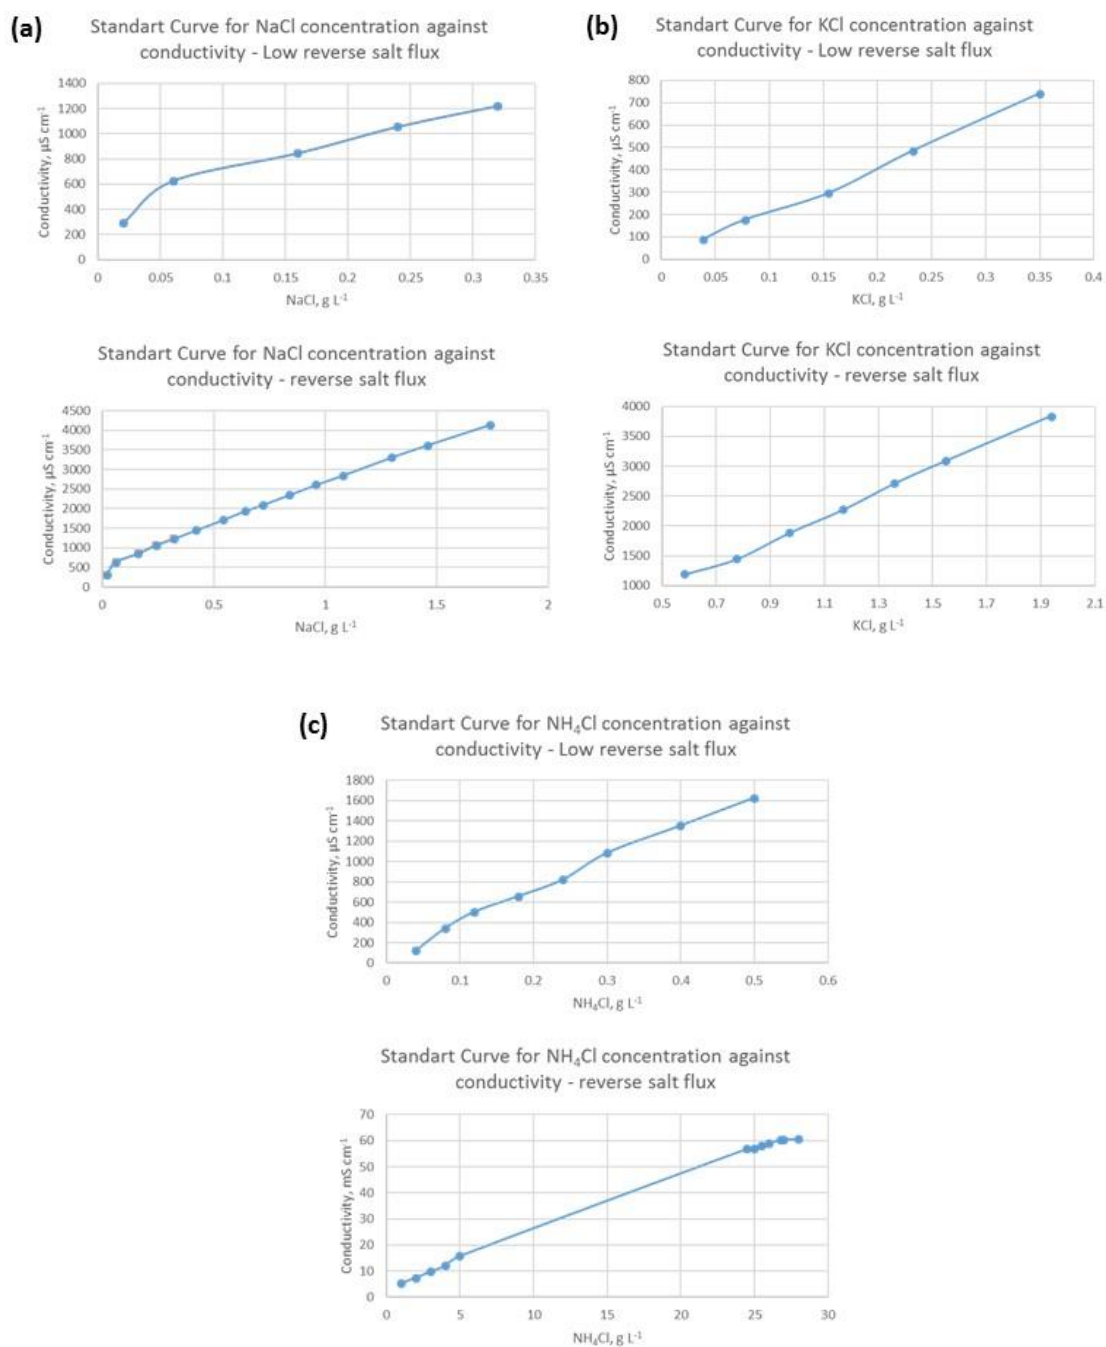 (a)
Standart Curve for NaCl concentration against
conductivity - Low reverse salt flux
1400
1200
1000
800
600
400
200
0
Conductivity, µS cm⁻¹
0 0.05 0.1 0.15 0.2 0.25 0.3 0.35
NaCl, g L⁻¹
(b)
Standart Curve for KCl concentration against
conductivity - Low reverse salt flux
800
700
600
500
400
300
200
100
0
Conductivity, µS cm⁻¹
0 0.05 0.1 0.15 0.2 0.25 0.3 0.35 0.4
KCl, g L⁻¹
Standart Curve for NaCl concentration against
conductivity - reverse salt flux
4500
4000
3500
3000
2500
2000
1500
1000
500
0
Conductivity, µS cm⁻¹
0 0.5 1 1.5 2
NaCl, g L⁻¹
Standart Curve for KCl concentration against
conductivity - reverse salt flux
4000
3500
3000
2500
2000
1500
1000
Conductivity, µS cm⁻¹
0.5 0.7 0.9 1.1 1.3 1.5 1.7 1.9 2.1
KCl, g L⁻¹
(c)
Standart Curve for NH₄Cl concentration against
conductivity - Low reverse salt flux
1800
1600
1400
1200
1000
800
600
400
200
0
Conductivity, µS cm⁻¹
0 0.1 0.2 0.3 0.4 0.5 0.6
NH₄Cl, g L⁻¹
Standart Curve for NH₄Cl concentration against
conductivity - reverse salt flux
70
60
50
40
30
20
10
0
Conductivity, mS cm⁻¹
0 5 10 15 20 25 30
NH₄Cl, g L⁻¹